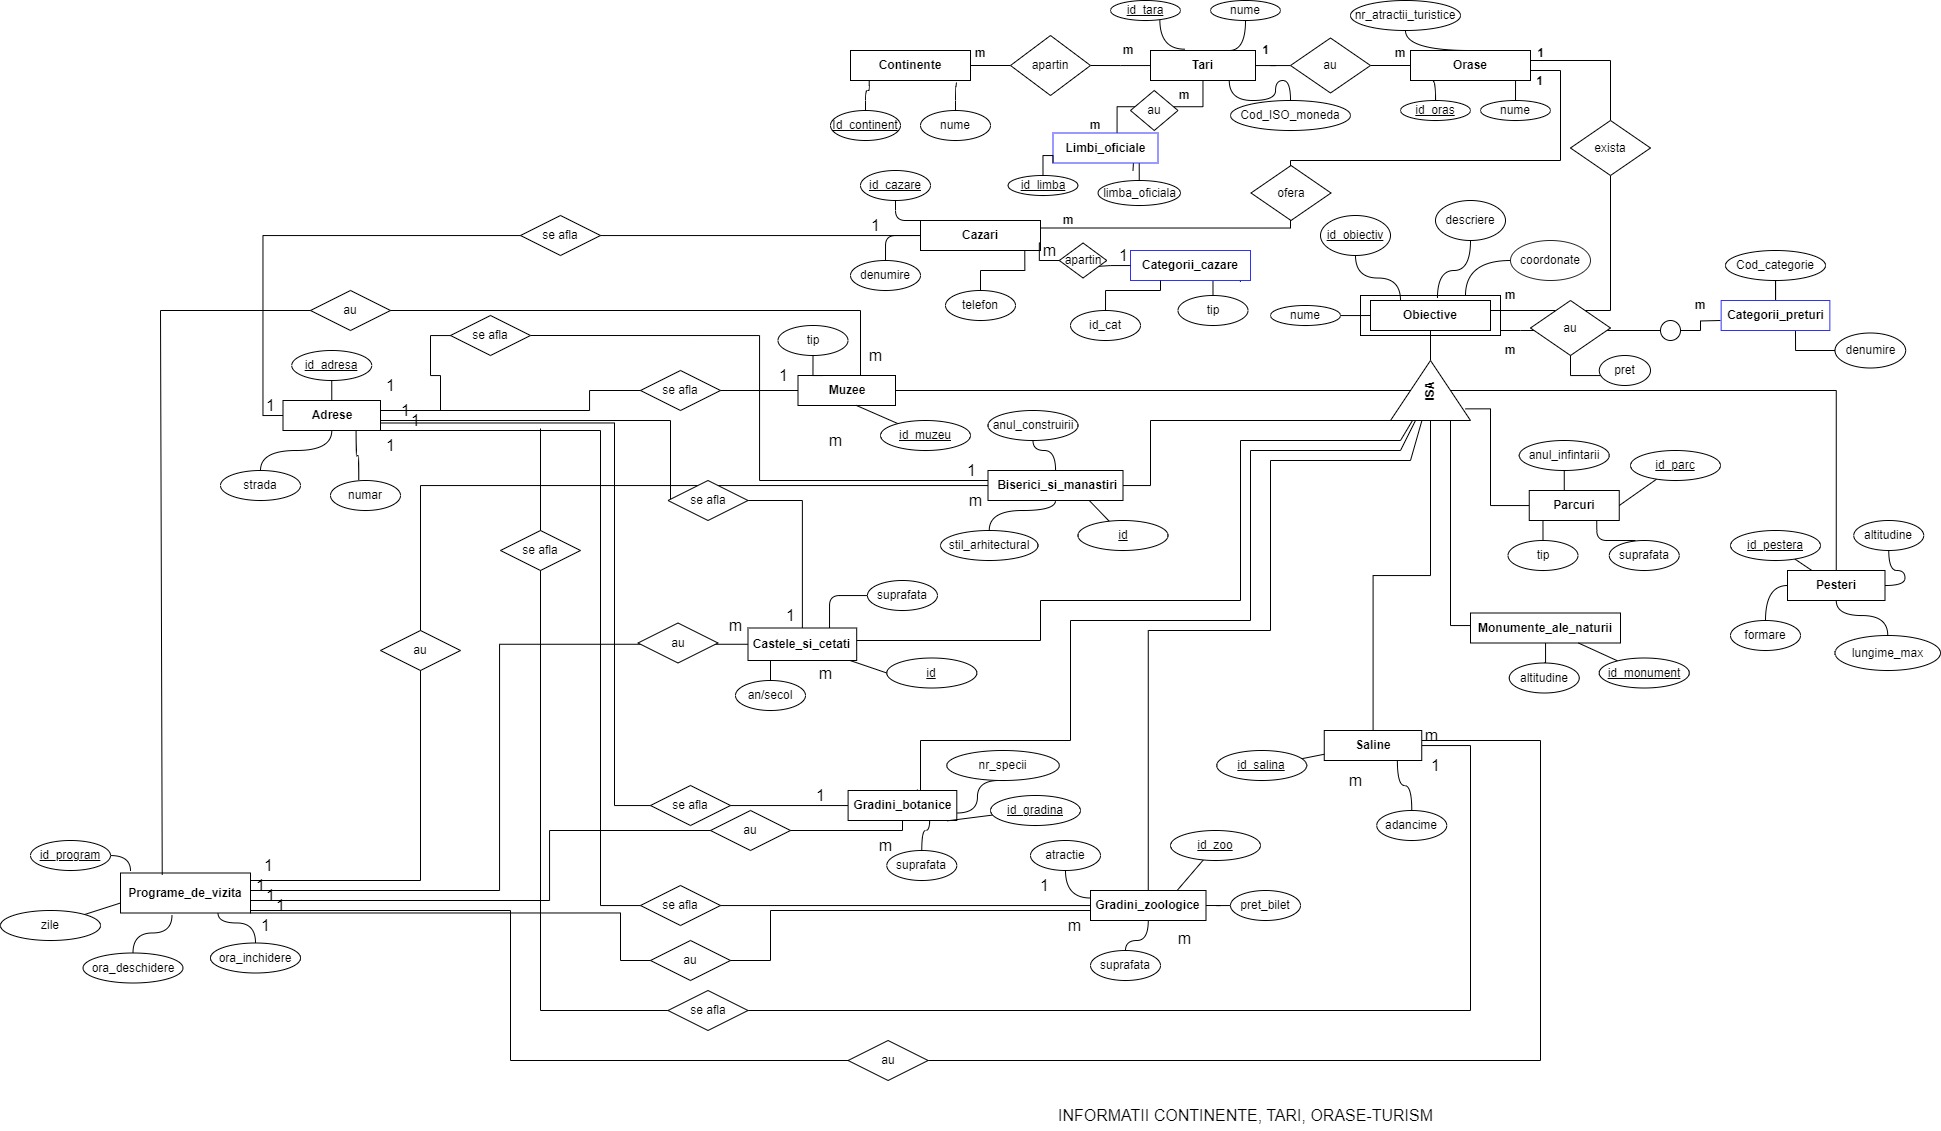 id_tara
nume
nr_atractii_turistice
1
1
m
m
m
Continente
apartin
Tari
au
Orase
1
m
au
Cod_ISO_moneda
id_oras
nume
id_continent
nume
m
Limbi_oficiale
exista
id_cazare
id_limba
limba_oficiala
ofera
m
1
descriere
se afla
Cazari
id_obiectiv
m
1
apartin
Categorii_cazare
coordonate
Cod_categorie
denumire
m
m
telefon
id_cat
tip
au
nume
Obiective
au
Categorii_preturi
se afla
tip
m
m
denumire
id_adresa
pret
1
1
se afla
Muzee
ISA
1
1
Adrese
1
anul_construirii
id_muzeu
1
m
anul_infintarii
id_parc
1
strada
numar
Biserici_si_manastiri
m
se afla
Parcuri
altitudine
id
stil_arhitectural
id_pestera
se afla
tip
suprafata
Pesteri
suprafata
1
m
Monumente_ale_naturii
formare
au
au
Castele_si_cetati
lungime_max
m
id
id_monument
altitudine
an/secol
m
Saline
id_salina
1
nr_specii
m
1
se afla
Gradini_botanice
id_gradina
adancime
au
m
id_zoo
id_program
atractie
1
suprafata
1
1
Programe_de_vizita
1
1
se afla
Gradini_zoologice
pret_bilet
zile
1
m
m
ora_inchidere
au
suprafata
ora_deschidere
se afla
au
INFORMATII CONTINENTE, TARI, ORASE-TURISM